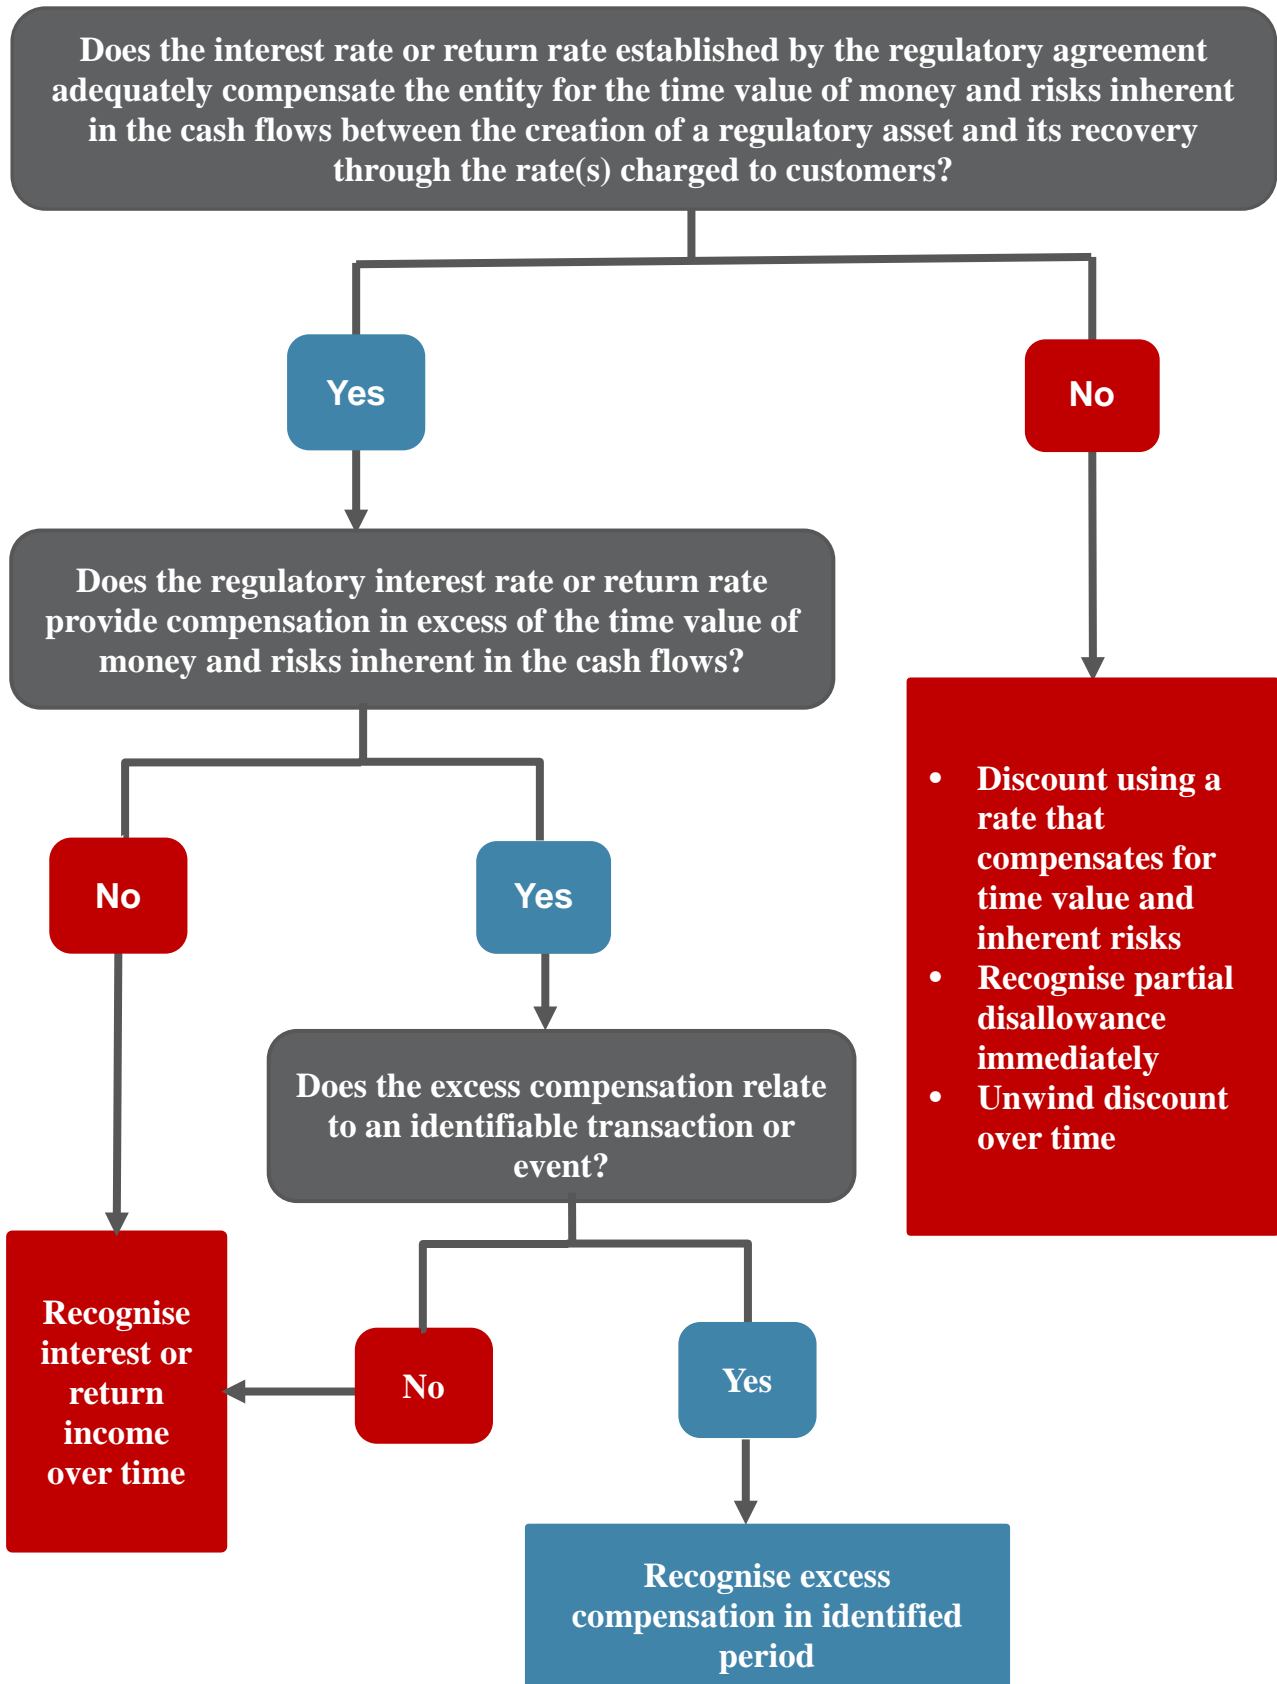 Does the interest rate or return rate established by the regulatory agreement
adequately compensate the entity for the time value of money and risks inherent
in the cash flows between the creation of a regulatory asset and its recovery
through the rate(s) charged to customers?
Yes
No
Does the regulatory interest rate or return rate
provide compensation in excess of the time value of
money and risks inherent in the cash flows?
• Discount using a
rate that
compensates for
time value and
inherent risks
• Recognise partial
disallowance
immediately
• Unwind discount
over time
No
Yes
Does the excess compensation relate
to an identifiable transaction or
event?
Recognise
interest or
return
income
over time
No
Yes
Recognise excess
compensation in identified
period